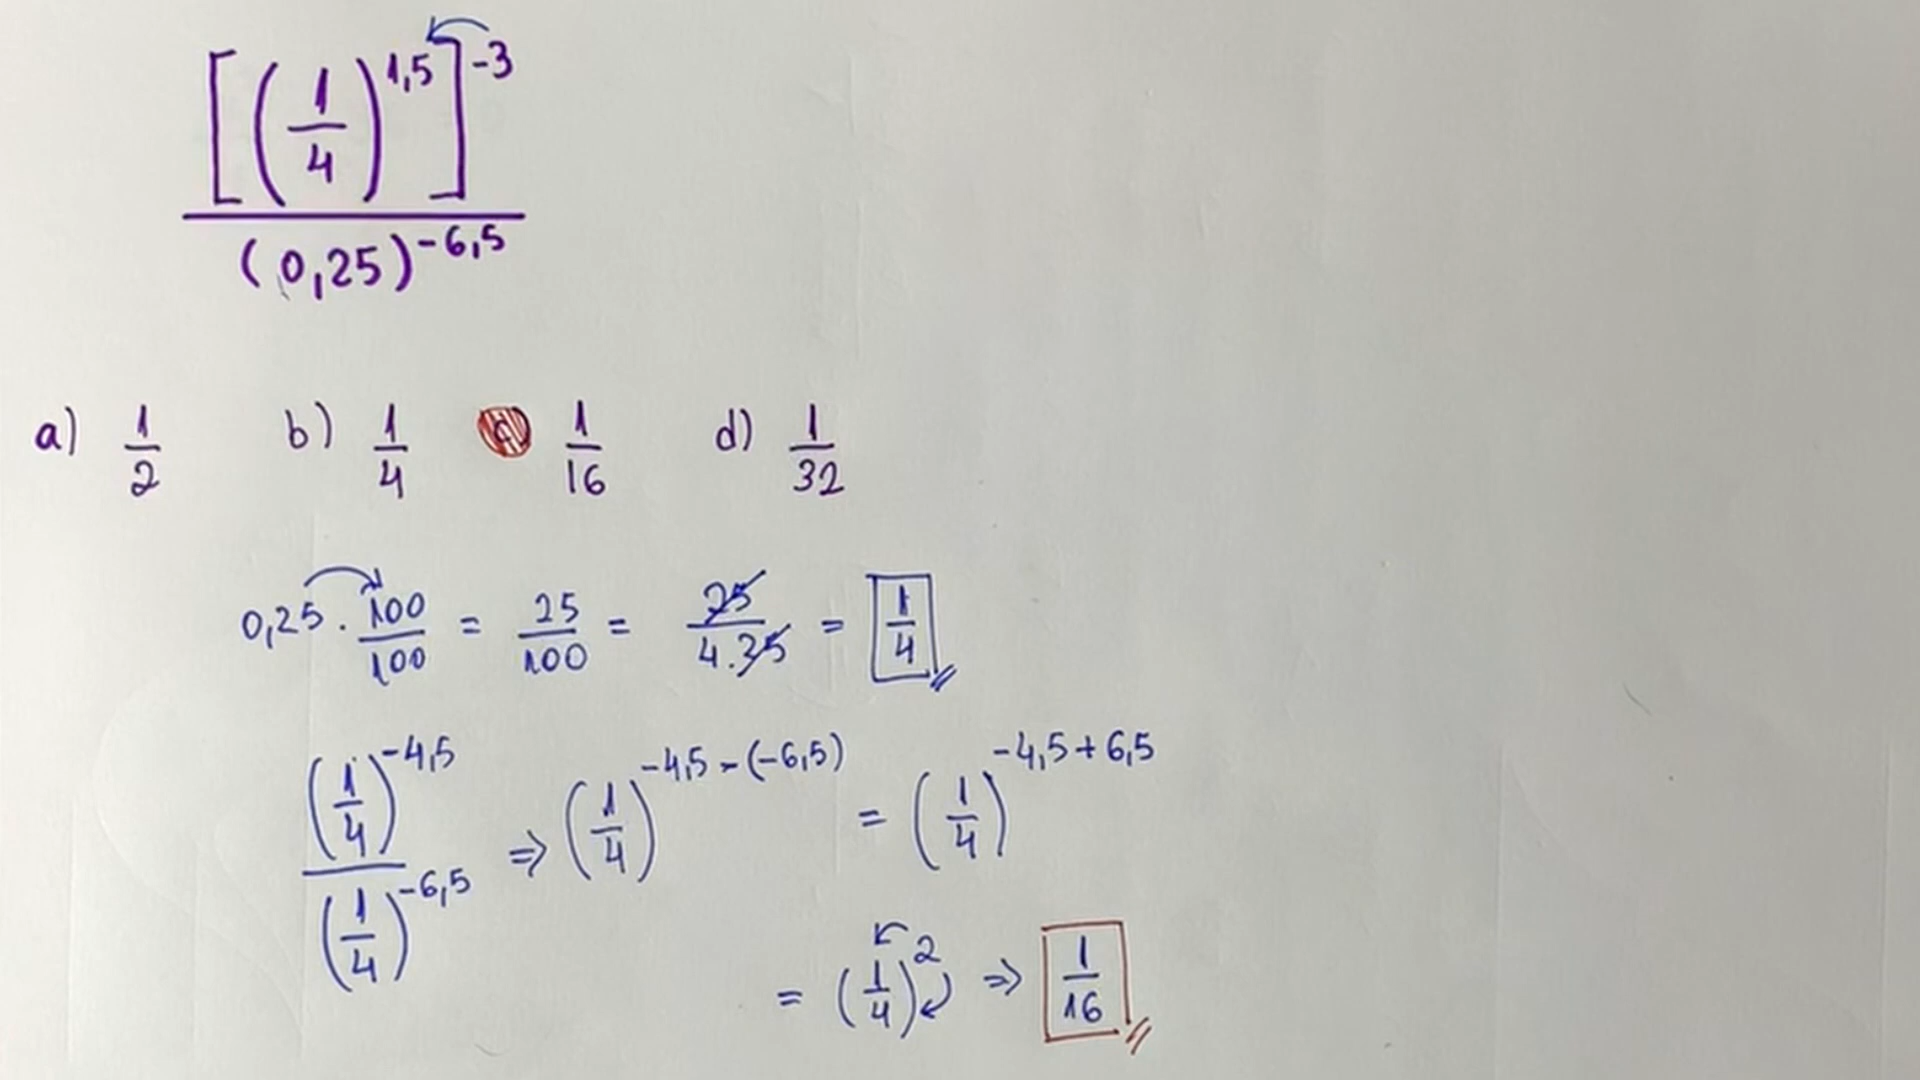 [(1/4)^1,5]^-3
(0,25)^-6,5
a) 1/2 b) 1/4 c) 1/16 d) 1/32
0,25 . 100/100 = 25/100 = 25/4.25 = 1/4
(1/4)^-4,5 / (1/4)^-6,5 => (1/4)^-4,5-(-6,5) = (1/4)^-4,5+6,5
= (1/4)^2 => 1/16